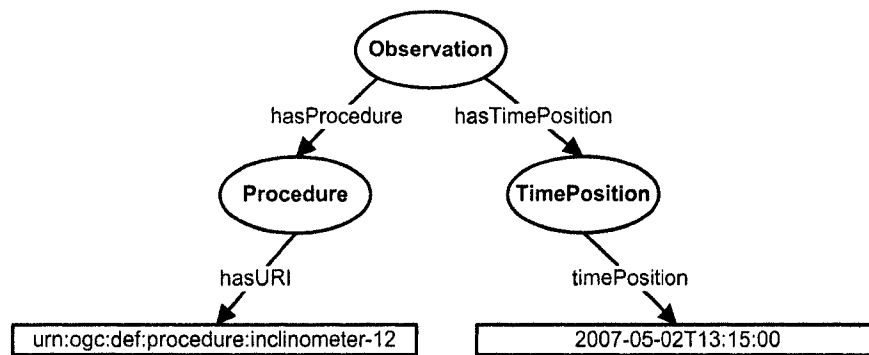 Observation
hasProcedure hasTimePosition
Procedure TimePosition
hasURI timePosition
urn:ogc:def:procedure:inclinometer-12 2007-05-02T13:15:00